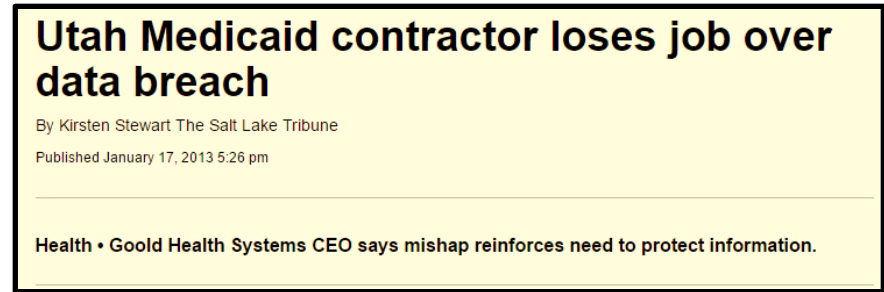 Utah Medicaid contractor loses job over
data breach
By Kirsten Stewart The Salt Lake Tribune
Published January 17, 2013 5:26 pm
Health • Goold Health Systems CEO says mishap reinforces need to protect information.